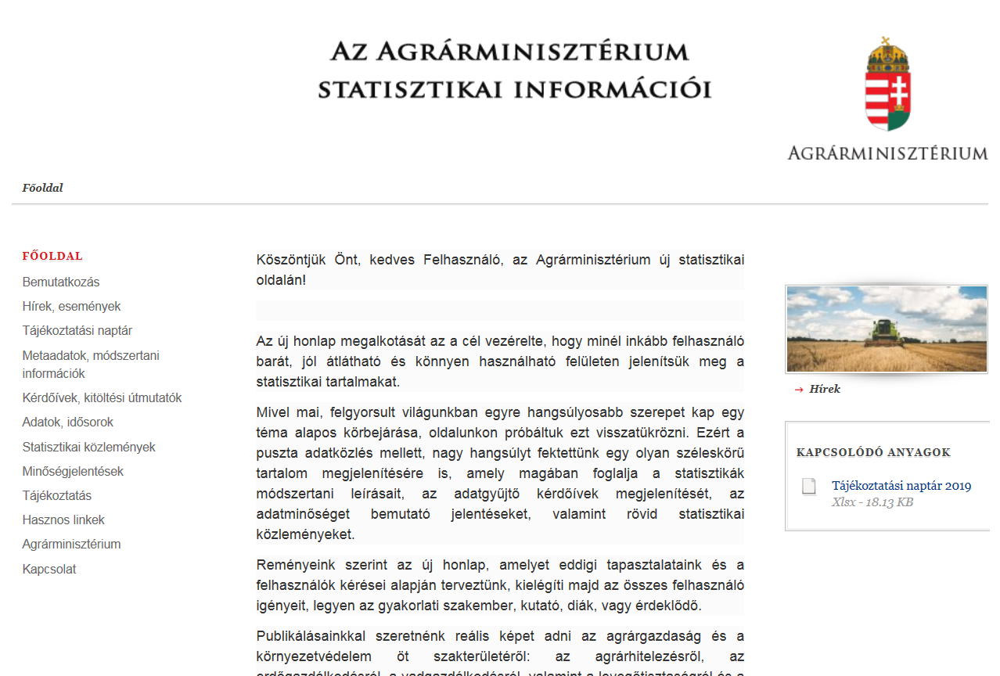 AZ AGRÁRMINISZTÉRIUM
STATISZTIKAI INFORMÁCIÓI
AGRÁRMINISZTÉRIUM
Főoldal
FŐOLDAL
Bemutatkozás
Hírek, események
Tájékoztatási naptár
Metaadatok, módszertani
információk
Kérdőívek, kitöltési útmutatók
Adatok, idősorok
Statisztikai közlemények
Minőségjelentések
Tájékoztatás
Hasznos linkek
Agrárminisztérium
Kapcsolat
Köszöntjük Önt, kedves Felhasználó, az Agrárminisztérium új statisztikai
oldalán!
Az új honlap megalkotását az a cél vezérelte, hogy minél inkább felhasználó
barát, jól átlátható és könnyen használható felületen jelenítsük meg a
statisztikai tartalmakat.
Mivel mai, felgyorsult világunkban egyre hangsúlyosabb szerepet kap egy
téma alapos körbejárása, oldalunkon próbáltuk ezt visszatükrözni. Ezért a
puszta adatközlés mellett, nagy hangsúlyt fektettünk egy olyan széleskörű
tartalom megjelenítésére is, amely magában foglalja a statisztikák
módszertani leírásait, az adatgyűjtő kérdőívek megjelenítését, az
adatminőséget bemutató jelentéseket, valamint rövid statisztikai
közleményeket.
Reményeink szerint az új honlap, amelyet eddigi tapasztalataink és a
felhasználók kérései alapján terveztünk, kielégíti majd az összes felhasználó
igényeit, legyen az gyakorlati szakember, kutató, diák, vagy érdeklődő.
Publikálásainkkal szeretnénk reális képet adni az agrárgazdaság és a
környezetvédelem öt szakterületéről: az agrárhitelezésről, az
erdőgazdálkodásról, a vadgazdálkodásról, valamint a levegőtisztaságról és a
→ Hírek
KAPCSOLÓDÓ ANYAGOK
Tájékoztatási naptár 2019
Xlsx - 18.13 KB